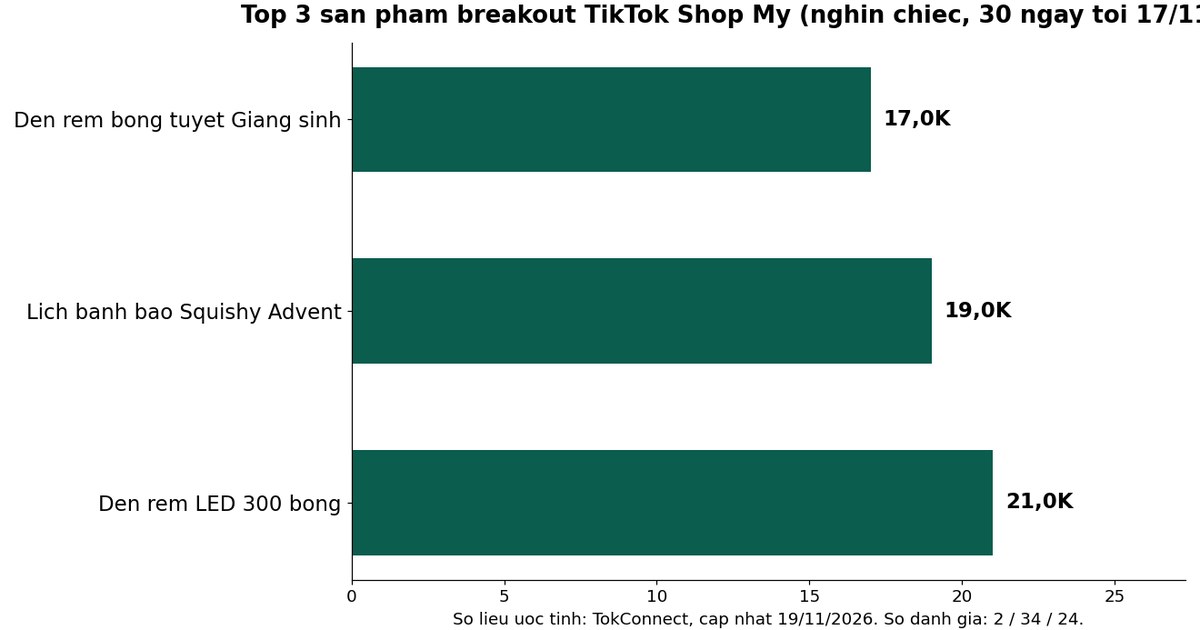 Top 3 san pham breakout TikTok Shop My (nghin chiec, 30 ngay toi 17/11
Den rem bong tuyet Giang sinh
17,0K
Lich banh bao Squishy Advent
19,0K
Den rem LED 300 bong
21,0K
0 5 10 15 20 25
So lieu uoc tinh: TokConnect, cap nhat 19/11/2026. So danh gia: 2 / 34 / 24.